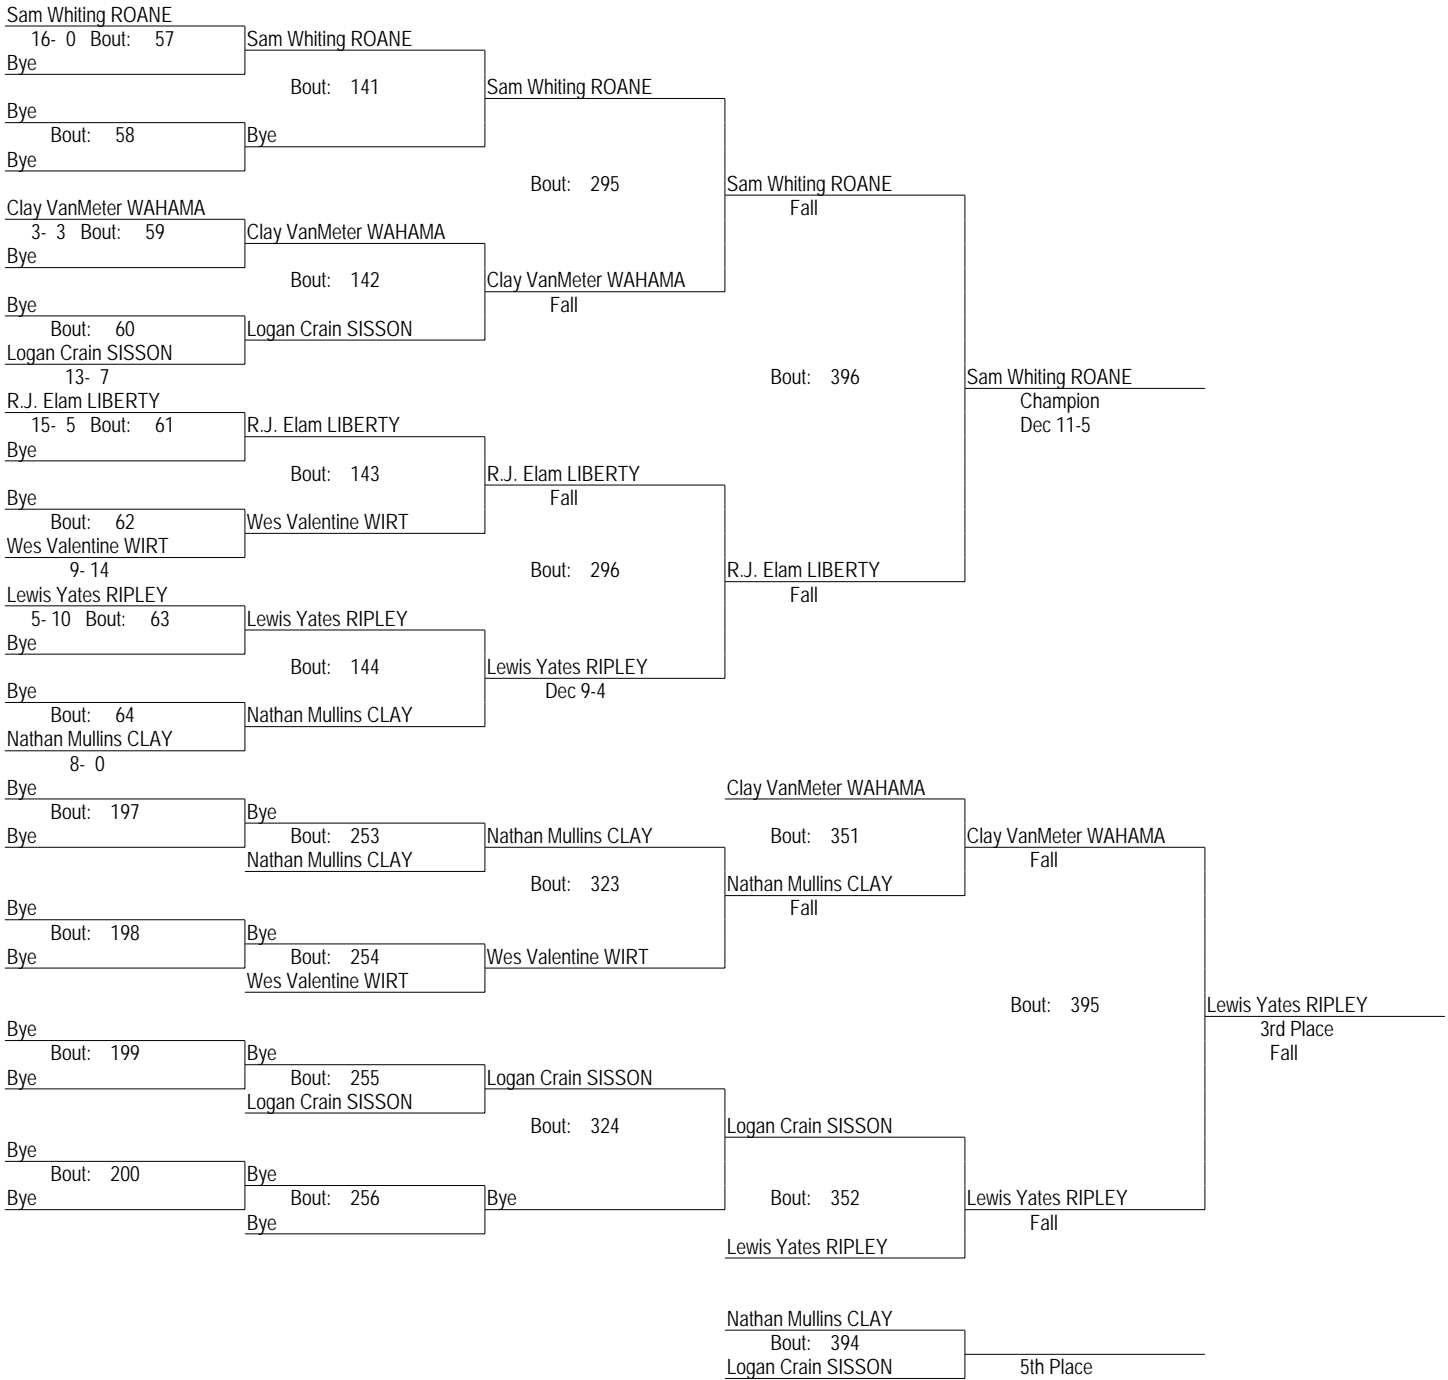 Sam Whiting ROANE
16- 0 Bout: 57 Sam Whiting ROANE
Bye
Bout: 141 Sam Whiting ROANE
Bye
Bout: 58 Bye
Bye
Bout: 295 Sam Whiting ROANE
Clay VanMeter WAHAMA Fall
3- 3 Bout: 59 Clay VanMeter WAHAMA
Bye
Bout: 142 Clay VanMeter WAHAMA
Bye Fall
Bout: 60 Logan Crain SISSON
Logan Crain SISSON
13- 7 Bout: 396 Sam Whiting ROANE
R.J. Elam LIBERTY Champion
15- 5 Bout: 61 R.J. Elam LIBERTY Dec 11-5
Bye
Bout: 143 R.J. Elam LIBERTY
Bye Fall
Bout: 62 Wes Valentine WIRT
Wes Valentine WIRT
9- 14 Bout: 296 R.J. Elam LIBERTY
Lewis Yates RIPLEY Fall
5- 10 Bout: 63 Lewis Yates RIPLEY
Bye
Bout: 144 Lewis Yates RIPLEY
Bye Dec 9-4
Bout: 64 Nathan Mullins CLAY
Nathan Mullins CLAY
8- 0
Bye Clay VanMeter WAHAMA
Bout: 197 Bye
Bye Bout: 253 Nathan Mullins CLAY Bout: 351 Clay VanMeter WAHAMA
Nathan Mullins CLAY Fall
Bout: 323 Nathan Mullins CLAY
Bye Fall
Bout: 198 Bye
Bye Bout: 254 Wes Valentine WIRT
Wes Valentine WIRT
Bout: 395 Lewis Yates RIPLEY
Bye 3rd Place
Bout: 199 Bye Fall
Bye Bout: 255 Logan Crain SISSON
Logan Crain SISSON
Bout: 324 Logan Crain SISSON
Bye
Bout: 200 Bye
Bye Bout: 256 Bye Bout: 352 Lewis Yates RIPLEY
Bye Fall
Lewis Yates RIPLEY
Nathan Mullins CLAY
Bout: 394
Logan Crain SISSON 5th Place